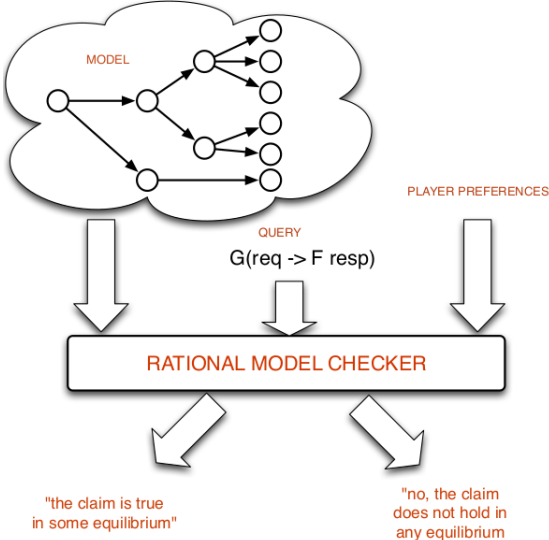 MODEL
PLAYER PREFERENCES
QUERY
G(req -> F resp)
RATIONAL MODEL CHECKER
"the claim is true
in some equilibrium"
"no, the claim
does not hold in
any equilibrium